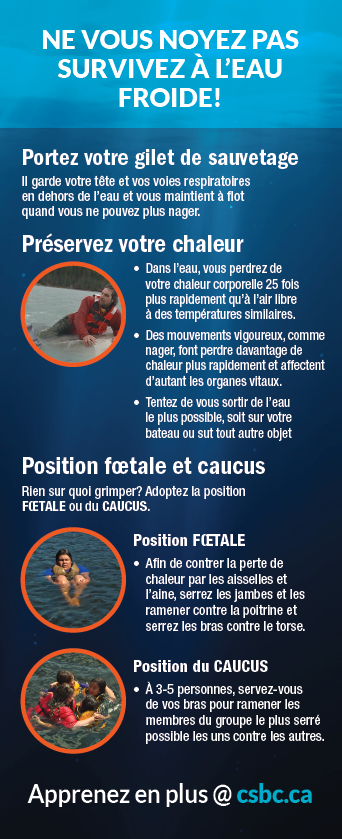 NE VOUS NOYEZ PAS
SURVIVEZ À L'EAU
FROIDE!
Portez votre gilet de sauvetage
Il garde votre tête et vos voies respiratoires
en dehors de l'eau et vous maintient à flot
quand vous ne pouvez plus nager.
Préservez votre chaleur
• Dans l'eau, vous perdrez de
votre chaleur corporelle 25 fois
plus rapidement qu'à l'air libre
à des températures similaires.
• Des mouvements vigoureux, comme
nager, font perdre davantage de
chaleur plus rapidement et affectent
d'autant les organes vitaux.
• Tentez de vous sortir de l'eau
le plus possible, soit sur votre
bateau ou sut tout autre objet
Position fœtale et caucus
Rien sur quoi grimper? Adoptez la position
FŒTALE ou du CAUCUS.
Position FŒTALE
• Afin de contrer la perte de
chaleur par les aisselles et
l'aine, serrez les jambes et les
ramener contre la poitrine et
serrez les bras contre le torse.
Position du CAUCUS
• À 3-5 personnes, servez-vous
de vos bras pour ramener les
membres du groupe le plus serré
possible les uns contre les autres.
Apprenez en plus @ csbc.ca